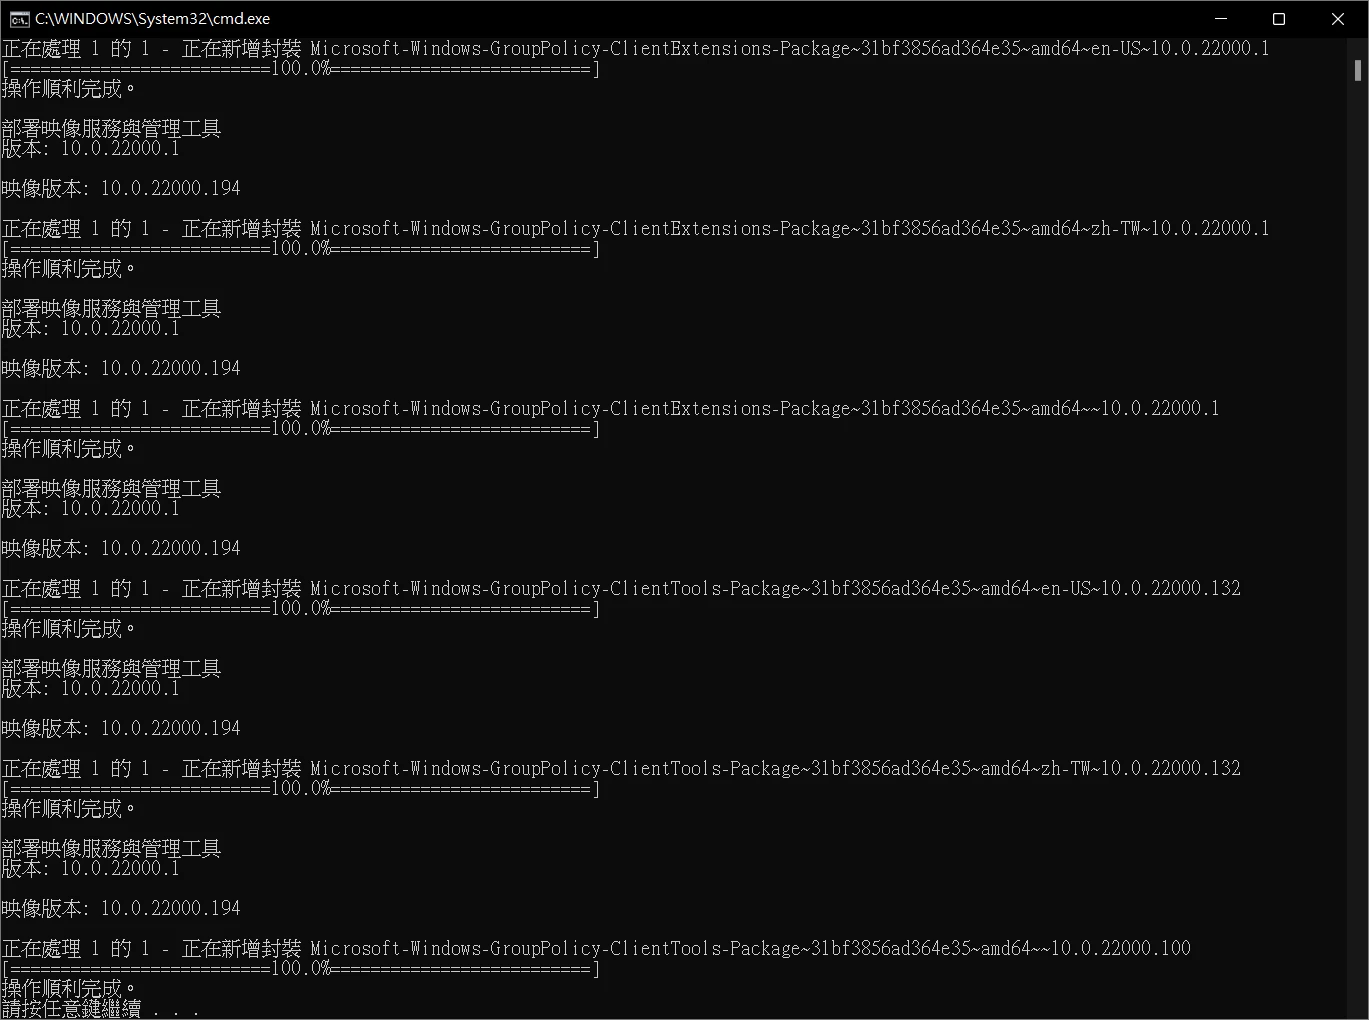 C:\WINDOWS\System32\cmd.exe
正在處理 1 的 1 - 正在新增封裝 Microsoft-Windows-GroupPolicy-ClientExtensions-Package~31bf3856ad364e35~amd64~en-US~10.0.22000.1
[==========================100.0%==========================]
操作順利完成。
部署映像服務與管理工具
版本: 10.0.22000.1
映像版本: 10.0.22000.194
正在處理 1 的 1 - 正在新增封裝 Microsoft-Windows-GroupPolicy-ClientExtensions-Package~31bf3856ad364e35~amd64~zh-TW~10.0.22000.1
[==========================100.0%==========================]
操作順利完成。
部署映像服務與管理工具
版本: 10.0.22000.1
映像版本: 10.0.22000.194
正在處理 1 的 1 - 正在新增封裝 Microsoft-Windows-GroupPolicy-ClientExtensions-Package~31bf3856ad364e35~amd64~~10.0.22000.1
[==========================100.0%==========================]
操作順利完成。
部署映像服務與管理工具
版本: 10.0.22000.1
映像版本: 10.0.22000.194
正在處理 1 的 1 - 正在新增封裝 Microsoft-Windows-GroupPolicy-ClientTools-Package~31bf3856ad364e35~amd64~en-US~10.0.22000.132
[==========================100.0%==========================]
操作順利完成。
部署映像服務與管理工具
版本: 10.0.22000.1
映像版本: 10.0.22000.194
正在處理 1 的 1 - 正在新增封裝 Microsoft-Windows-GroupPolicy-ClientTools-Package~31bf3856ad364e35~amd64~zh-TW~10.0.22000.132
[==========================100.0%==========================]
操作順利完成。
部署映像服務與管理工具
版本: 10.0.22000.1
映像版本: 10.0.22000.194
正在處理 1 的 1 - 正在新增封裝 Microsoft-Windows-GroupPolicy-ClientTools-Package~31bf3856ad364e35~amd64~~10.0.22000.100
[==========================100.0%==========================]
操作順利完成。
請按任意鍵繼續 . . .